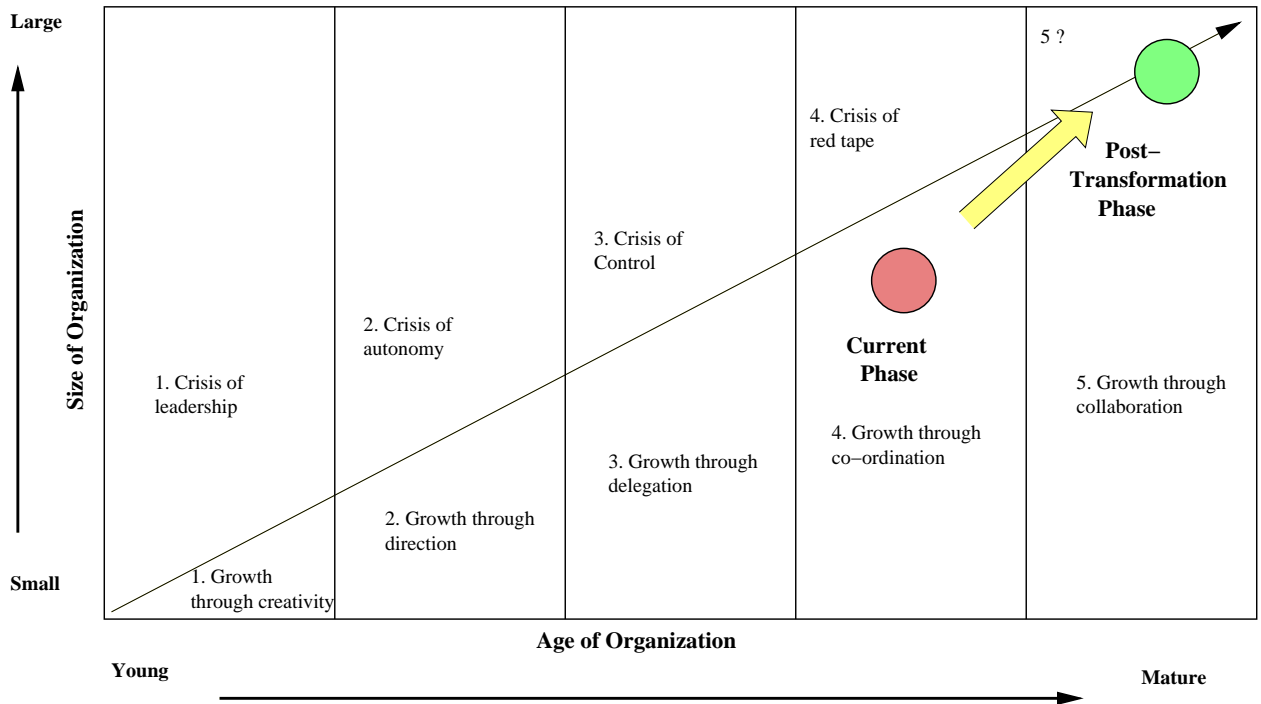 Large
5 ?
4. Crisis of
red tape
Post−
Transformation
Phase
3. Crisis of
Control
Size of Organization
2. Crisis of
autonomy
Current
Phase
1. Crisis of
leadership
5. Growth through
collaboration
4. Growth through
co−ordination
3. Growth through
delegation
2. Growth through
direction
1. Growth
through creativity
Small
Age of Organization
Young
Mature